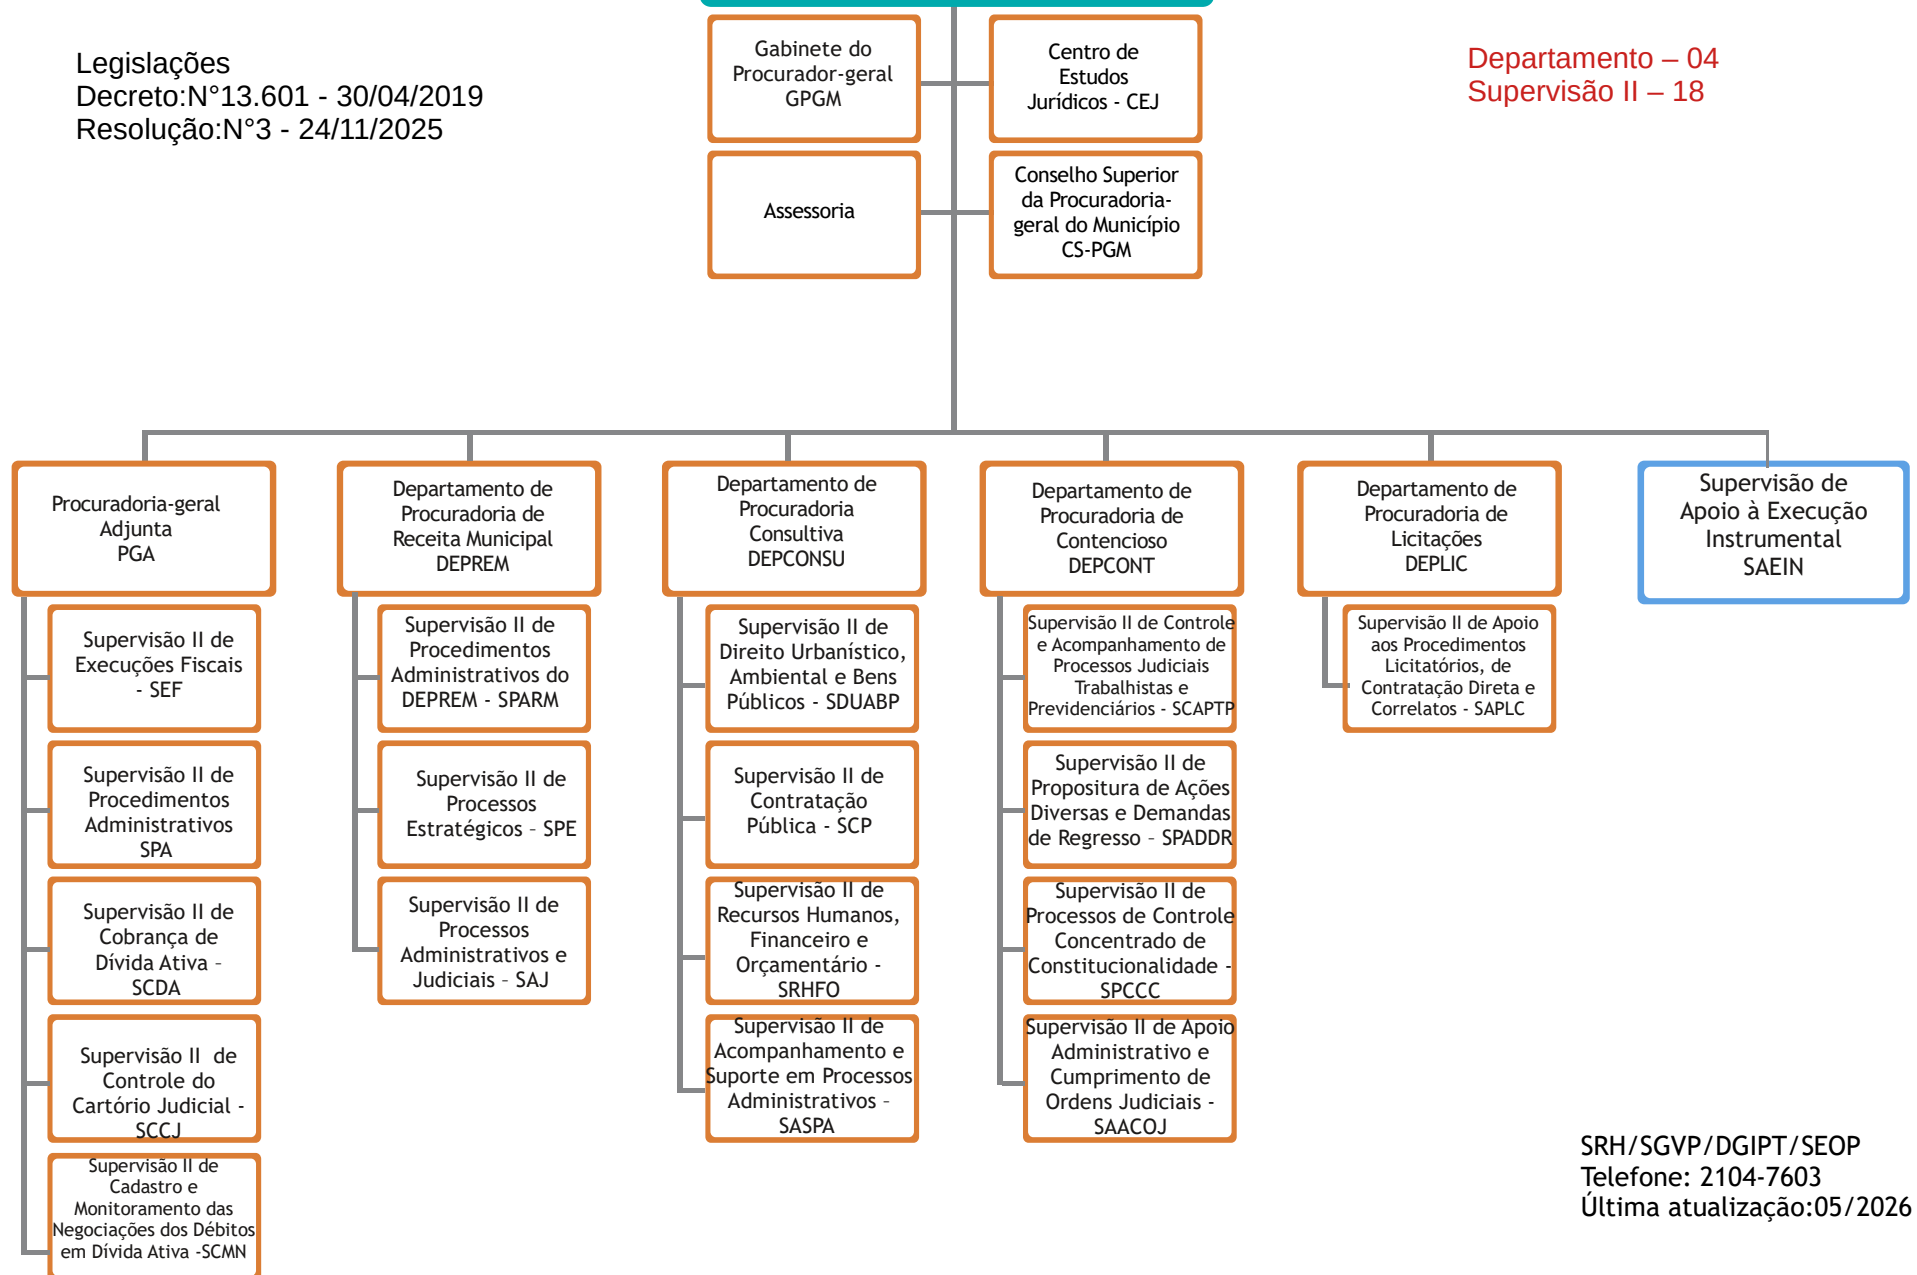 Legislações
Decreto:N°13.601 - 30/04/2019
Resolução:N°3 - 24/11/2025
Gabinete do
Procurador-geral
GPGM
Centro de
Estudos
Jurídicos - CEJ
Departamento – 04
Supervisão II – 18
Assessoria
Conselho Superior
da Procuradoria-
geral do Município
CS-PGM
Procuradoria-geral
Adjunta
PGA
Departamento de
Procuradoria de
Receita Municipal
DEPREM
Departamento de
Procuradoria
Consultiva
DEPCONSU
Departamento de
Procuradoria de
Contencioso
DEPCONT
Departamento de
Procuradoria de
Licitações
DEPLIC
Supervisão de
Apoio à Execução
Instrumental
SAEIN
Supervisão II de
Execuções Fiscais
- SEF
Supervisão II de
Procedimentos
Administrativos do
DEPREM - SPARM
Supervisão II de
Direito Urbanístico,
Ambiental e Bens
Públicos - SDUABP
Supervisão II de Controle
e Acompanhamento de
Processos Judiciais
Trabalhistas e
Previdenciários - SCAPTP
Supervisão II de Apoio
aos Procedimentos
Licitatórios, de
Contratação Direta e
Correlatos - SAPLC
Supervisão II de
Procedimentos
Administrativos
SPA
Supervisão II de
Processos
Estratégicos – SPE
Supervisão II de
Contratação
Pública - SCP
Supervisão II de
Propositura de Ações
Diversas e Demandas
de Regresso – SPADDR
Supervisão II de
Cobrança de
Dívida Ativa –
SCDA
Supervisão II de
Processos
Administrativos e
Judiciais – SAJ
Supervisão II de
Recursos Humanos,
Financeiro e
Orçamentário -
SRHFO
Supervisão II de
Processos de Controle
Concentrado de
Constitucionalidade -
SPCCC
Supervisão II  de
Controle do
Cartório Judicial -
SCCJ
Supervisão II de
Acompanhamento e
Suporte em Processos
Administrativos –
SASPA
Supervisão II de Apoio
Administrativo e
Cumprimento de
Ordens Judiciais -
SAACOJ
Supervisão II de
Cadastro e
Monitoramento das
Negociações dos Débitos
em Dívida Ativa -SCMN
SRH/SGVP/DGIPT/SEOP
Telefone: 2104-7603
Última atualização:05/2026